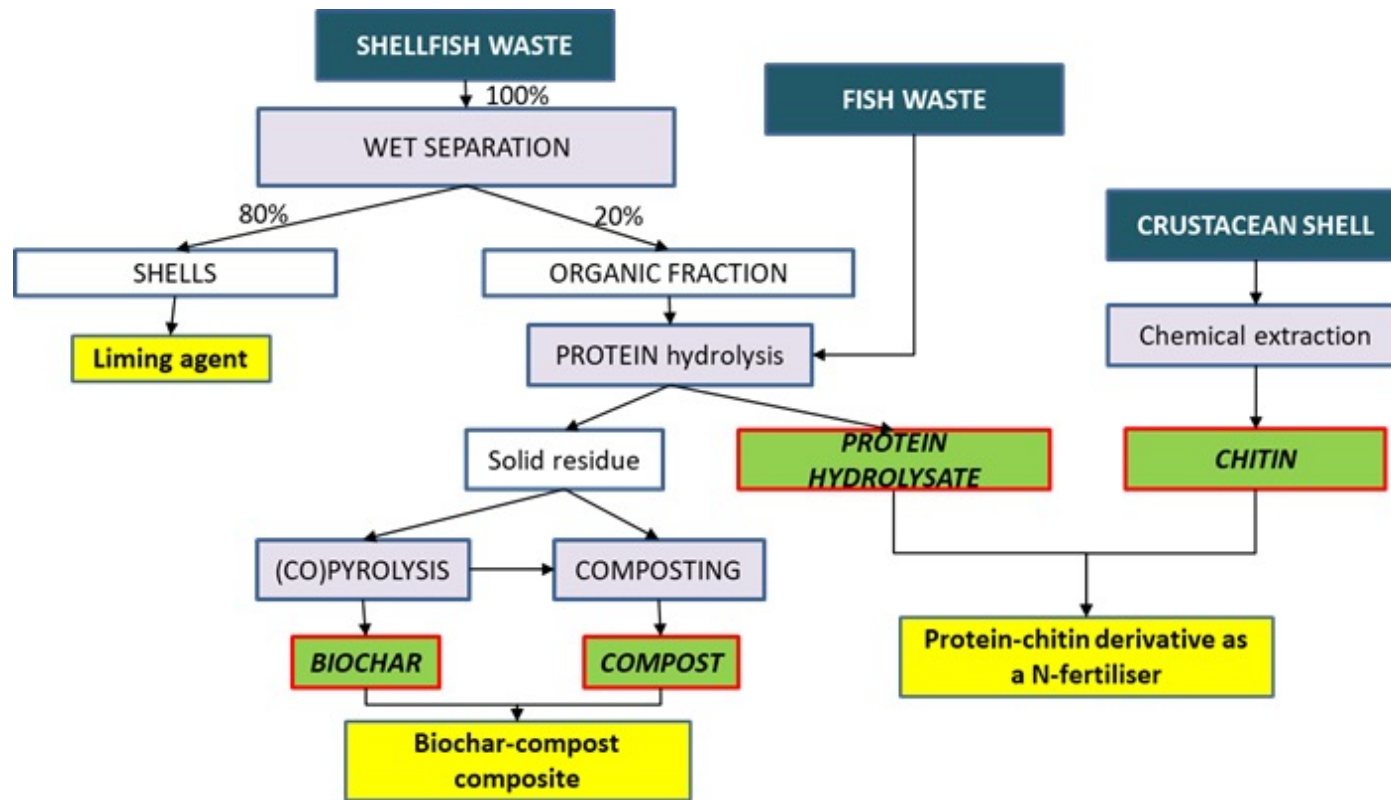 SHELLFISH WASTE
100%
FISH WASTE
WET SEPARATION
80%
20%
CRUSTACEAN SHELL
SHELLS
ORGANIC FRACTION
Liming agent
PROTEIN hydrolysis
Chemical extraction
Solid residue
PROTEIN
HYDROLYSATE
CHITIN
(CO)PYROLYSIS
COMPOSTING
BIOCHAR
COMPOST
Protein-chitin derivative as
a N-fertiliser
Biochar-compost
composite